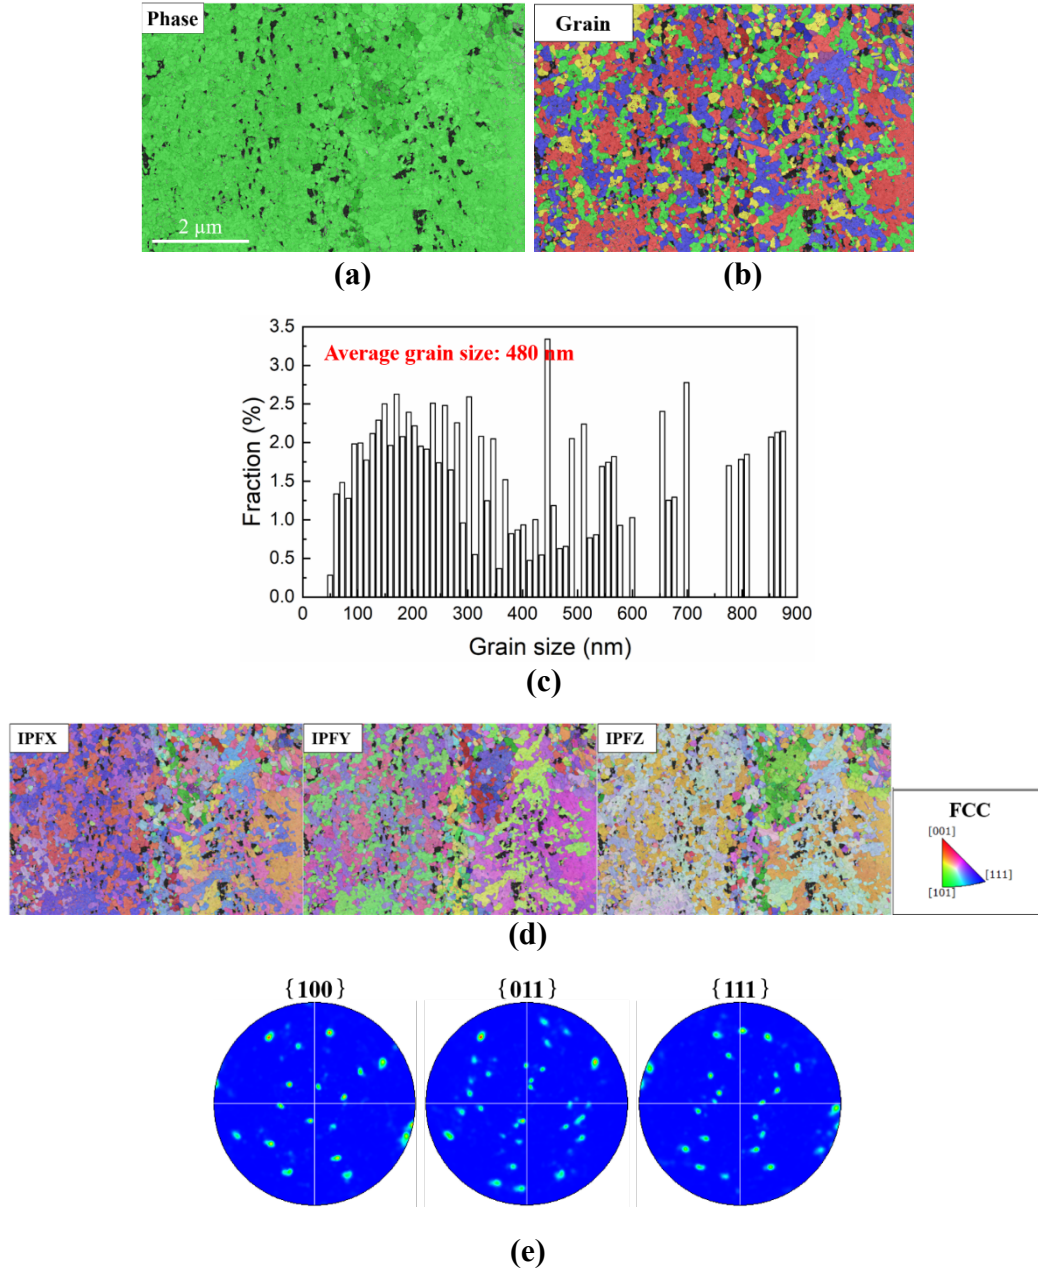 Phase
Grain
2 µm
(a)
(b)
Average grain size: 480 nm
3.5
3.0
2.5
2.0
1.5
1.0
0.5
0.0
Fraction (%)
0 100 200 300 400 500 600 700 800 900
Grain size (nm)
(c)
IPFX
IPFY
IPFZ
FCC
[001]
[111]
[101]
(d)
{100}
{011}
{111}
(e)